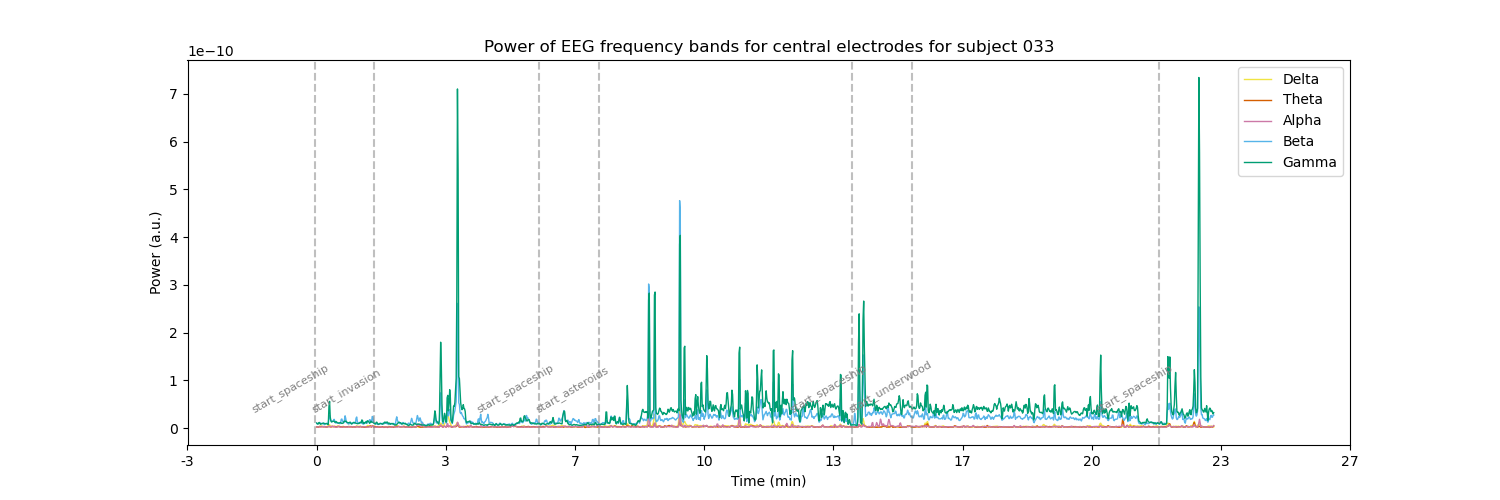 Power of EEG frequency bands for central electrodes for subject 033
1e−10
Delta
Theta
Alpha
Beta
Gamma
7
6
5
4
3
2
1
0
Power (a.u.)
start_spaceship
start_invasion
start_spaceship
start_asteroids
start_spaceship
start_underwood
start_spaceship
-3
0
3
7
10
13
17
20
23
27
Time (min)